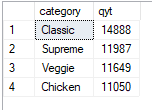 category qyt
1 Classic 14888
2 Supreme 11987
3 Veggie 11649
4 Chicken 11050